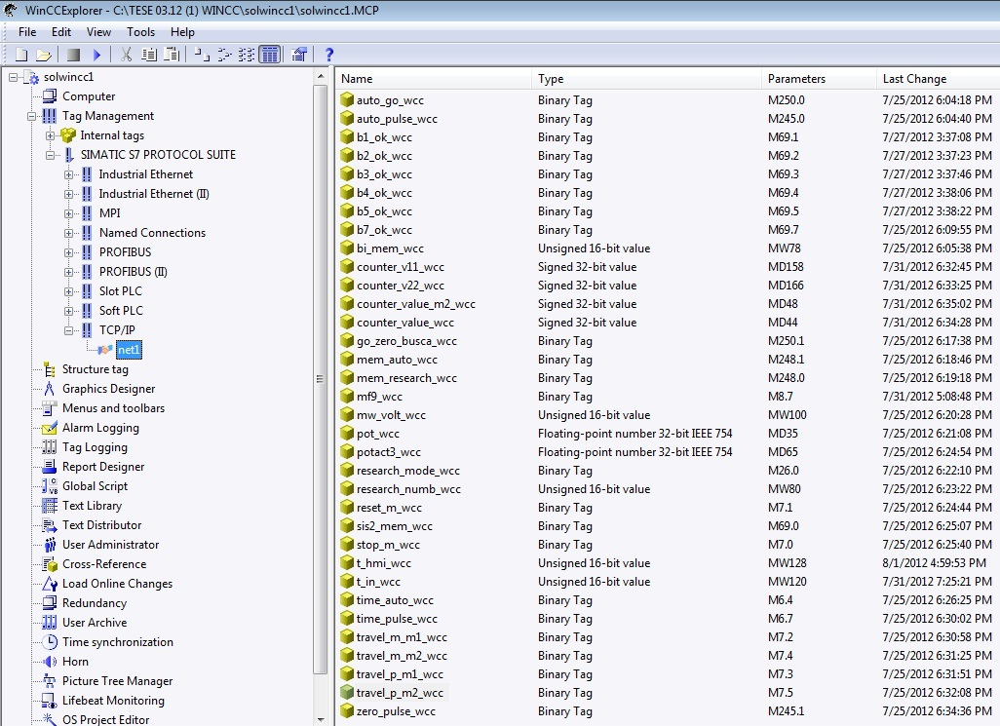 WinCCExplorer - C:\TESE 03.12 (1) WINCC\solwincc1\solwincc1.MCP
File Edit View Tools Help
solwincc1
Computer
Tag Management
Internal tags
SIMATIC S7 PROTOCOL SUITE
Industrial Ethernet
Industrial Ethernet (II)
MPI
Named Connections
PROFIBUS
PROFIBUS (II)
Slot PLC
Soft PLC
TCP/IP
net1
Structure tag
Graphics Designer
Menus and toolbars
Alarm Logging
Tag Logging
Report Designer
Global Script
Text Library
Text Distributor
User Administrator
Cross-Reference
Load Online Changes
Redundancy
User Archive
Time synchronization
Horn
Picture Tree Manager
Lifebeat Monitoring
OS Project Editor
Name Type Parameters Last Change
auto_go_wcc Binary Tag M250.0 7/25/2012 6:04:18 PM
auto_pulse_wcc Binary Tag M245.0 7/25/2012 6:04:40 PM
b1_ok_wcc Binary Tag M69.1 7/27/2012 3:37:08 PM
b2_ok_wcc Binary Tag M69.2 7/27/2012 3:37:23 PM
b3_ok_wcc Binary Tag M69.3 7/27/2012 3:37:46 PM
b4_ok_wcc Binary Tag M69.4 7/27/2012 3:38:06 PM
b5_ok_wcc Binary Tag M69.5 7/27/2012 3:38:22 PM
b7_ok_wcc Binary Tag M69.7 7/25/2012 6:09:55 PM
bi_mem_wcc Unsigned 16-bit value MW78 7/25/2012 6:05:38 PM
counter_v11_wcc Signed 32-bit value MD158 7/31/2012 6:32:45 PM
counter_v22_wcc Signed 32-bit value MD166 7/31/2012 6:33:25 PM
counter_value_m2_wcc Signed 32-bit value MD48 7/31/2012 6:35:02 PM
counter_value_wcc Signed 32-bit value MD44 7/31/2012 6:34:28 PM
go_zero_busca_wcc Binary Tag M250.1 7/25/2012 6:17:38 PM
mem_auto_wcc Binary Tag M248.1 7/25/2012 6:18:46 PM
mem_research_wcc Binary Tag M248.0 7/25/2012 6:19:18 PM
mf9_wcc Binary Tag M8.7 7/31/2012 5:08:48 PM
mw_volt_wcc Unsigned 16-bit value MW100 7/25/2012 6:20:28 PM
pot_wcc Floating-point number 32-bit IEEE 754 MD35 7/25/2012 6:21:08 PM
potact3_wcc Floating-point number 32-bit IEEE 754 MD65 7/25/2012 6:24:54 PM
research_mode_wcc Binary Tag M26.0 7/25/2012 6:22:10 PM
research_numb_wcc Unsigned 16-bit value MW80 7/25/2012 6:23:22 PM
reset_m_wcc Binary Tag M7.1 7/25/2012 6:24:44 PM
sis2_mem_wcc Binary Tag M69.0 7/25/2012 6:25:07 PM
stop_m_wcc Binary Tag M7.0 7/25/2012 6:25:40 PM
t_hmi_wcc Unsigned 16-bit value MW128 8/1/2012 4:59:53 PM
t_in_wcc Unsigned 16-bit value MW120 7/31/2012 7:25:21 PM
time_auto_wcc Binary Tag M6.4 7/25/2012 6:26:25 PM
time_pulse_wcc Binary Tag M6.7 7/25/2012 6:30:02 PM
travel_m_m1_wcc Binary Tag M7.2 7/25/2012 6:30:58 PM
travel_m_m2_wcc Binary Tag M7.4 7/25/2012 6:31:25 PM
travel_p_m1_wcc Binary Tag M7.3 7/25/2012 6:31:51 PM
travel_p_m2_wcc Binary Tag M7.5 7/25/2012 6:32:08 PM
zero_pulse_wcc Binary Tag M245.1 7/25/2012 6:34:36 PM